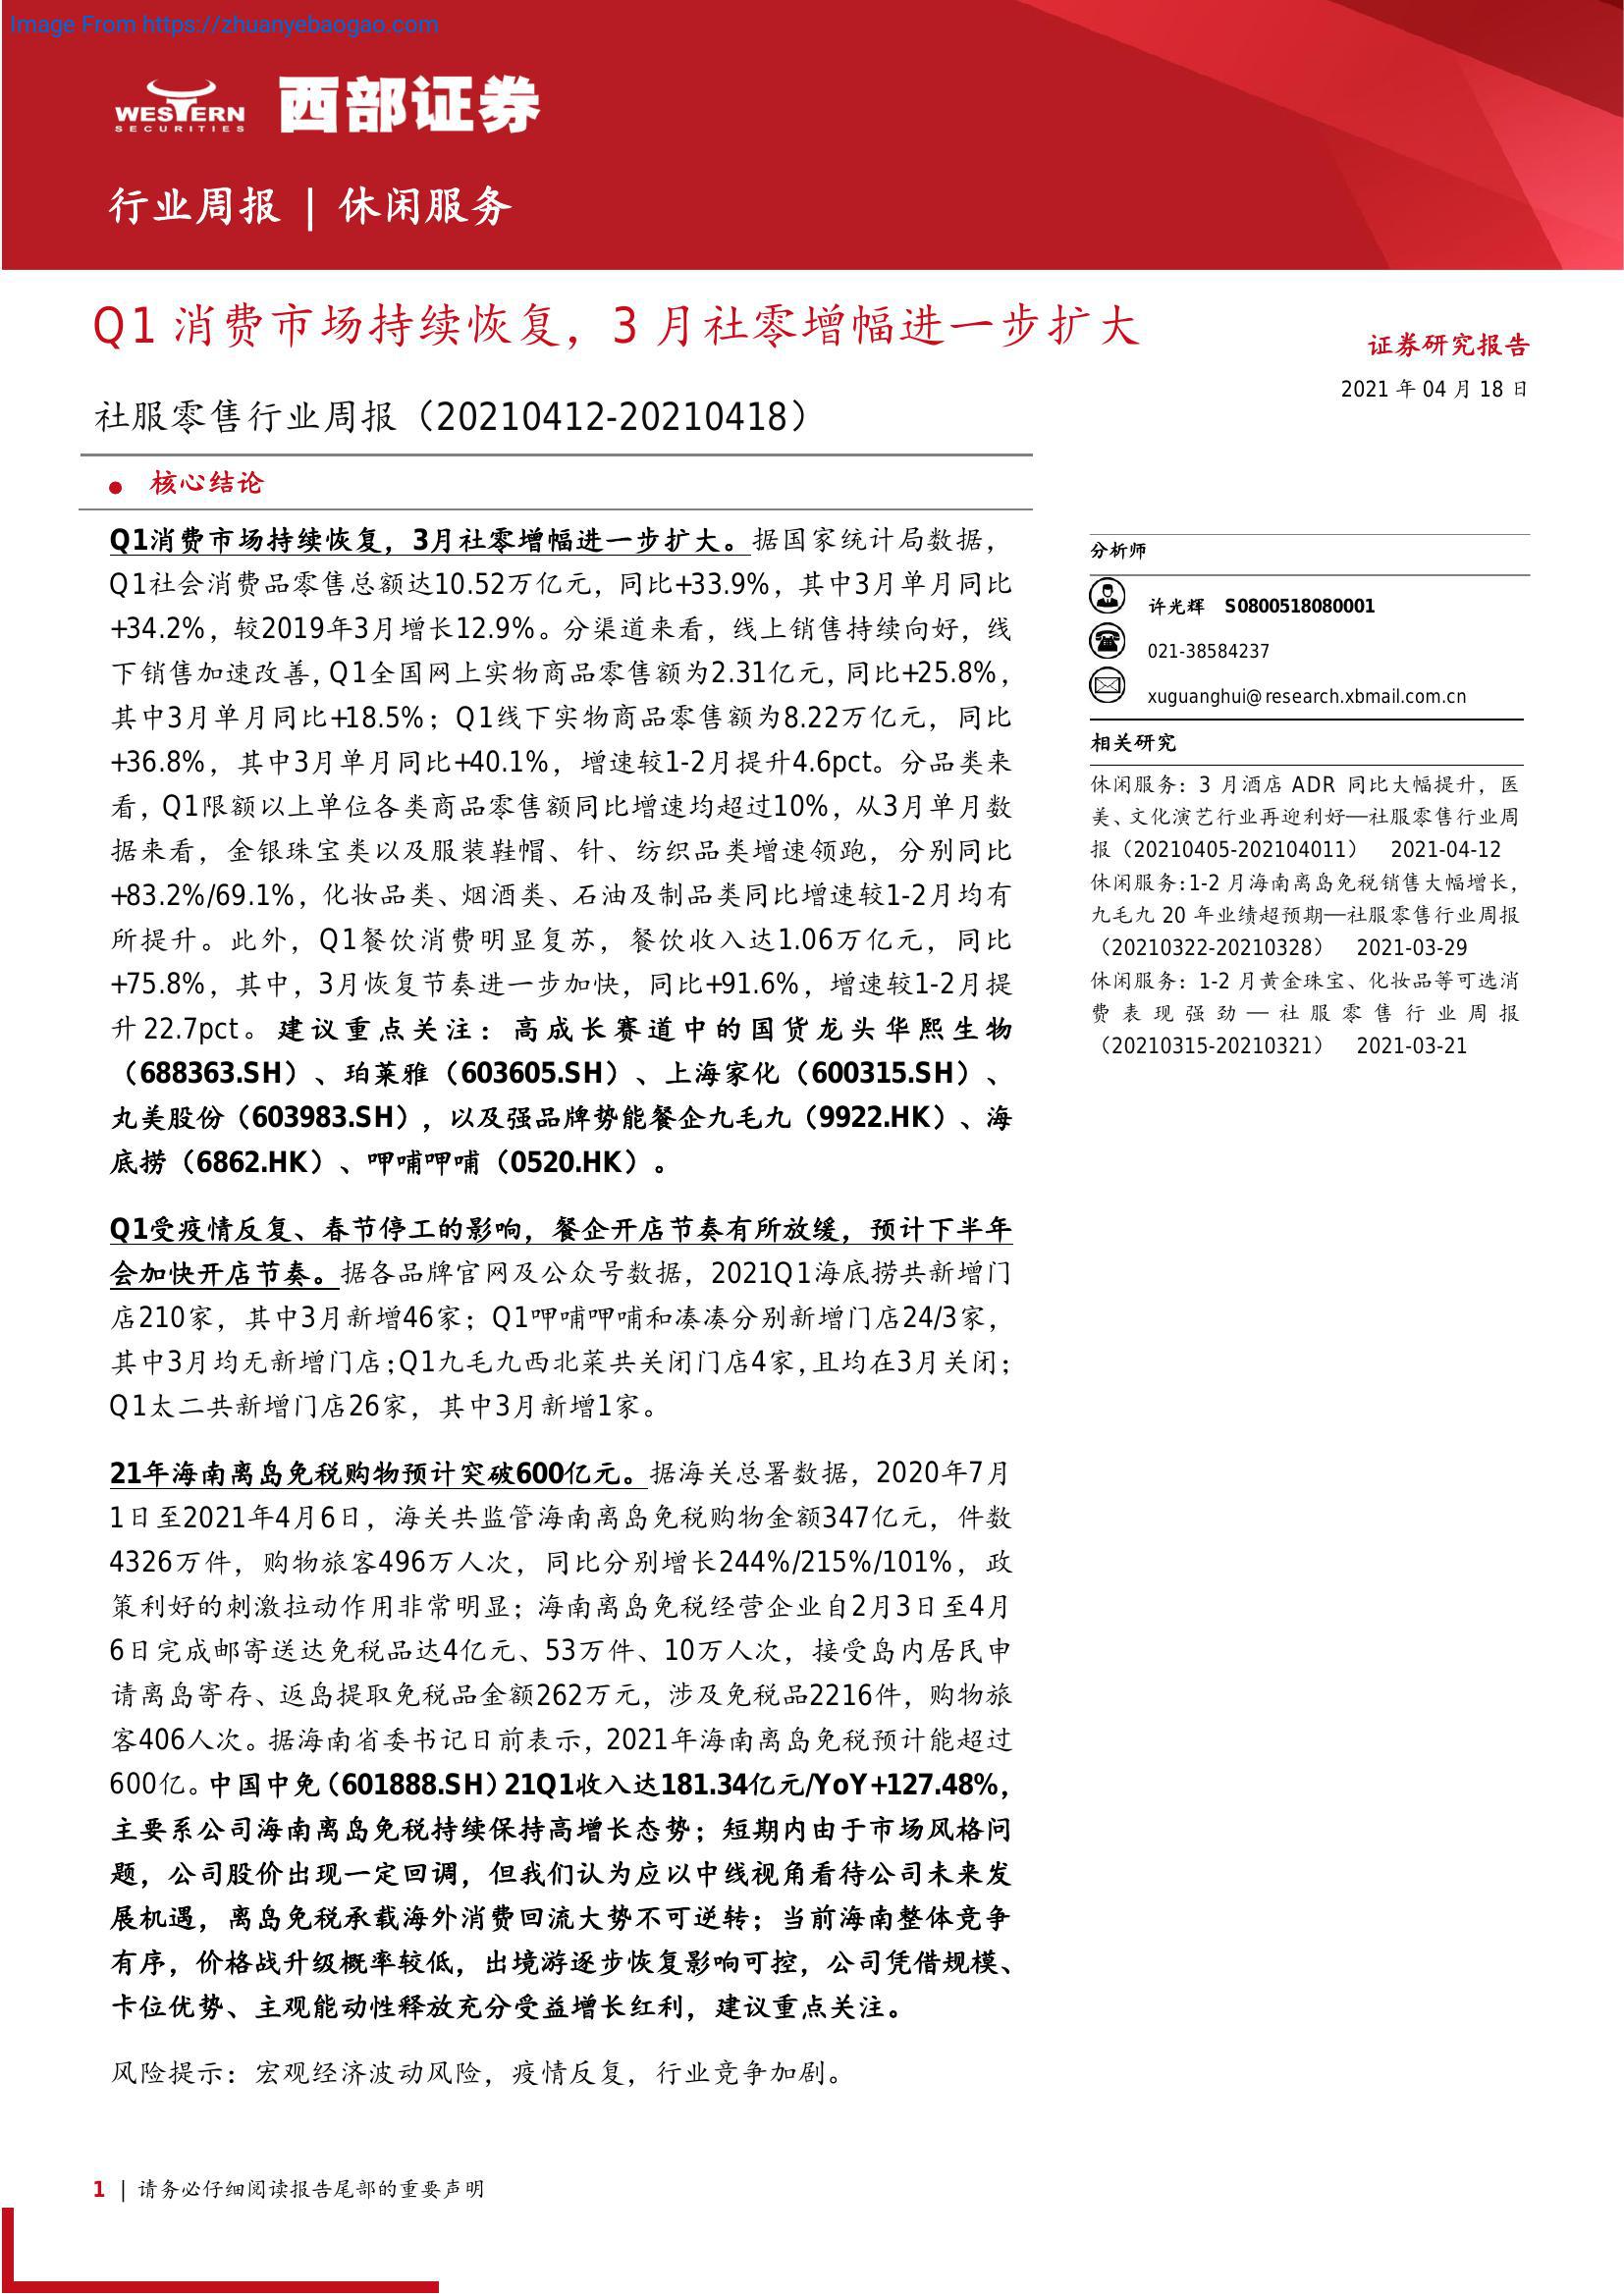 Image From https://zhuanyebaogao.com
WESTERN
SECURITIES
西部证券
行业周报 | 休闲服务
Q1 消费市场持续恢复，3 月社零增幅进一步扩大
证券研究报告
2021 年 04 月 18 日
社服零售行业周报（20210412-20210418）
● 核心结论
Q1消费市场持续恢复，3月社零增幅进一步扩大。据国家统计局数据，
Q1社会消费品零售总额达10.52万亿元，同比+33.9%，其中3月单月同比
+34.2%，较2019年3月增长12.9%。分渠道来看，线上销售持续向好，线
下销售加速改善，Q1全国网上实物商品零售额为2.31亿元，同比+25.8%，
其中3月单月同比+18.5%；Q1线下实物商品零售额为8.22万亿元，同比
+36.8%，其中3月单月同比+40.1%，增速较1-2月提升4.6pct。分品类来
看，Q1限额以上单位各类商品零售额同比增速均超过10%，从3月单月数
据来看，金银珠宝类以及服装鞋帽、针、纺织品类增速领跑，分别同比
+83.2%/69.1%，化妆品类、烟酒类、石油及制品类同比增速较1-2月均有
所提升。此外，Q1餐饮消费明显复苏，餐饮收入达1.06万亿元，同比
+75.8%，其中，3月恢复节奏进一步加快，同比+91.6%，增速较1-2月提
升22.7pct。建议重点关注：高成长赛道中的国货龙头华熙生物
（688363.SH）、珀莱雅（603605.SH）、上海家化（600315.SH）、
丸美股份（603983.SH），以及强品牌势能餐企九毛九（9922.HK）、海
底捞（6862.HK）、呷哺呷哺（0520.HK）。
Q1受疫情反复、春节停工的影响，餐企开店节奏有所放缓，预计下半年
会加快开店节奏。据各品牌官网及公众号数据，2021Q1海底捞共新增门
店210家，其中3月新增46家；Q1呷哺呷哺和凑凑分别新增门店24/3家，
其中3月均无新增门店；Q1九毛九西北菜共关闭门店4家，且均在3月关闭；
Q1太二共新增门店26家，其中3月新增1家。
21年海南离岛免税购物预计突破600亿元。据海关总署数据，2020年7月
1日至2021年4月6日，海关共监管海南离岛免税购物金额347亿元，件数
4326万件，购物旅客496万人次，同比分别增长244%/215%/101%，政
策利好的刺激拉动作用非常明显；海南离岛免税经营企业自2月3日至4月
6日完成邮寄送达免税品达4亿元、53万件、10万人次，接受岛内居民申
请离岛寄存、返岛提取免税品金额262万元，涉及免税品2216件，购物旅
客406人次。据海南省委书记日前表示，2021年海南离岛免税预计能超过
600亿。中国中免（601888.SH）21Q1收入达181.34亿元/YoY+127.48%，
主要系公司海南离岛免税持续保持高增长态势；短期内由于市场风格问
题，公司股价出现一定回调，但我们认为应以中线视角看待公司未来发
展机遇，离岛免税承载海外消费回流大势不可逆转；当前海南整体竞争
有序，价格战升级概率较低，出境游逐步恢复影响可控，公司凭借规模、
卡位优势、主观能动性释放充分受益增长红利，建议重点关注。
风险提示：宏观经济波动风险，疫情反复，行业竞争加剧。
分析师
许光辉 S0800518080001
021-38584237
xuguanghui@research.xbmail.com.cn
相关研究
休闲服务：3 月酒店 ADR 同比大幅提升，医
美、文化演艺行业再迎利好—社服零售行业周
报（20210405-202104011） 2021-04-12
休闲服务：1-2 月海南离岛免税销售大幅增长，
九毛九 20 年业绩超预期—社服零售行业周报
（20210322-20210328） 2021-03-29
休闲服务：1-2 月黄金珠宝、化妆品等可选消
费表现强劲—社服零售行业周报
（20210315-20210321） 2021-03-21
1 | 请务必仔细阅读报告尾部的重要声明